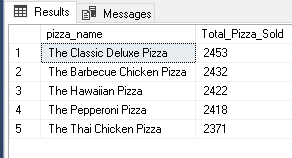 Results Messages
pizza_name Total_Pizza_Sold
1 The Classic Deluxe Pizza 2453
2 The Barbecue Chicken Pizza 2432
3 The Hawaiian Pizza 2422
4 The Pepperoni Pizza 2418
5 The Thai Chicken Pizza 2371